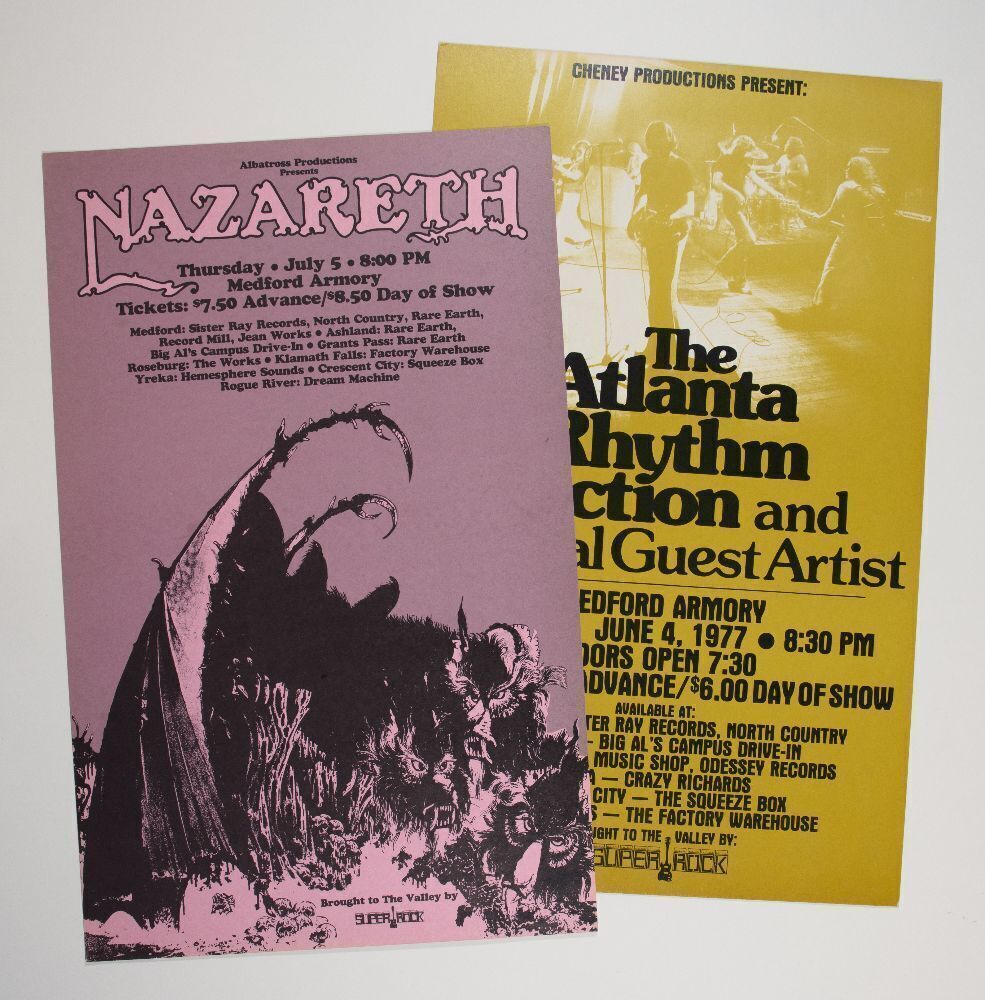 Albatross Productions
Presents
NAZARETH
Thursday • July 5 • 8:00 PM
Medford Armory
Tickets: $7.50 Advance/$8.50 Day of Show
Medford: Sister Ray Records, North Country, Rare Earth,
Record Mill, Jean Works • Ashland: Rare Earth,
Big Al's Campus Drive-In • Grants Pass: Rare Earth
Roseburg: The Works • Klamath Falls: Factory Warehouse
Yreka: Hemesphere Sounds • Crescent City: Squeeze Box
Rogue River: Dream Machine
Brought to The Valley by
SUPER ROCK
CHENEY PRODUCTIONS PRESENT:
The
Atlanta
Rhythm
ction and
al Guest Artist
EDFORD ARMORY
JUNE 4, 1977 • 8:30 PM
OORS OPEN 7:30
DVANCE/$6.00 DAY OF SHOW
AVAILABLE AT:
TER RAY RECORDS, NORTH COUNTRY
– BIG AL'S CAMPUS DRIVE-IN
MUSIC SHOP, ODESSEY RECORDS
A — CRAZY RICHARDS
CITY — THE SQUEEZE BOX
S — THE FACTORY WAREHOUSE
UGHT TO THE VALLEY BY:
SUPER ROCK